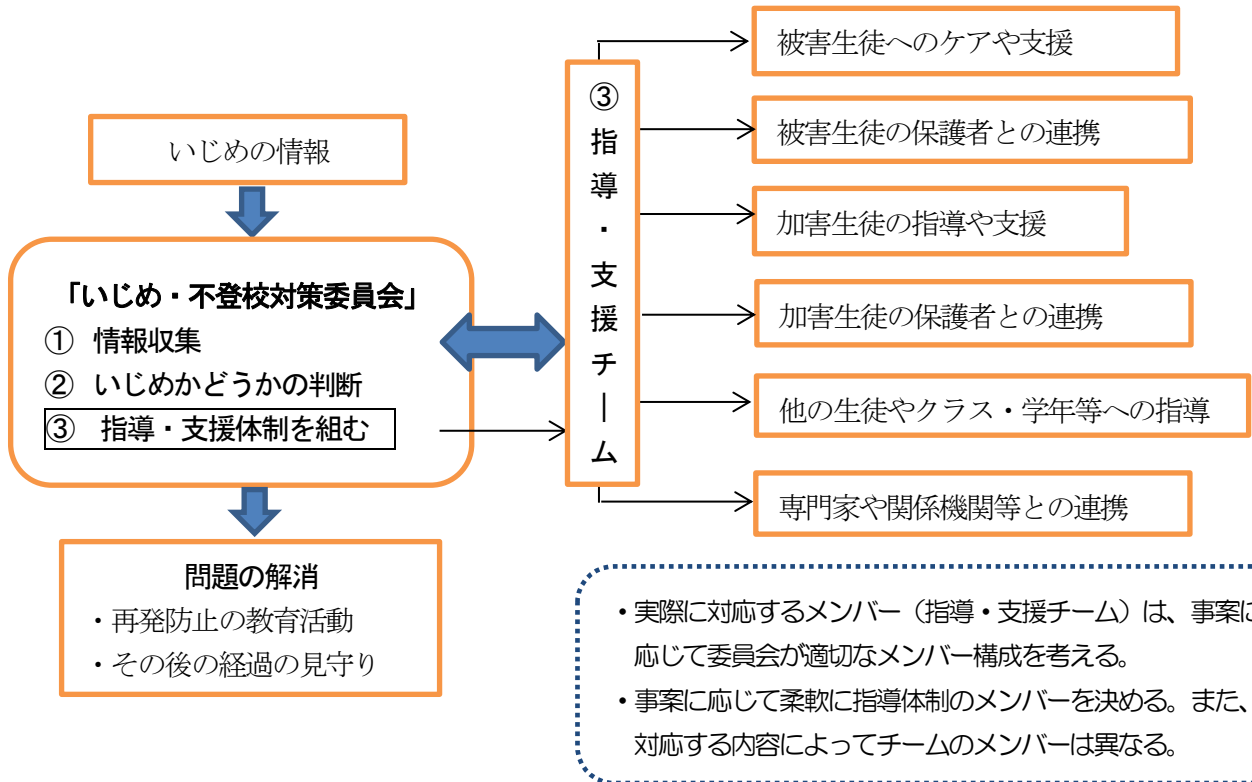 いじめの情報
「いじめ・不登校対策委員会」
① 情報収集
② いじめかどうかの判断
③ 指導・支援体制を組む
問題の解消
・再発防止の教育活動
・その後の経過の見守り
③指導・支援チーム
被害生徒へのケアや支援
被害生徒の保護者との連携
加害生徒の指導や支援
加害生徒の保護者との連携
他の生徒やクラス・学年等への指導
専門家や関係機関等との連携
・実際に対応するメンバー（指導・支援チーム）は、事案に
応じて委員会が適切なメンバー構成を考える。
・事案に応じて柔軟に指導体制のメンバーを決める。また、
対応する内容によってチームのメンバーは異なる。